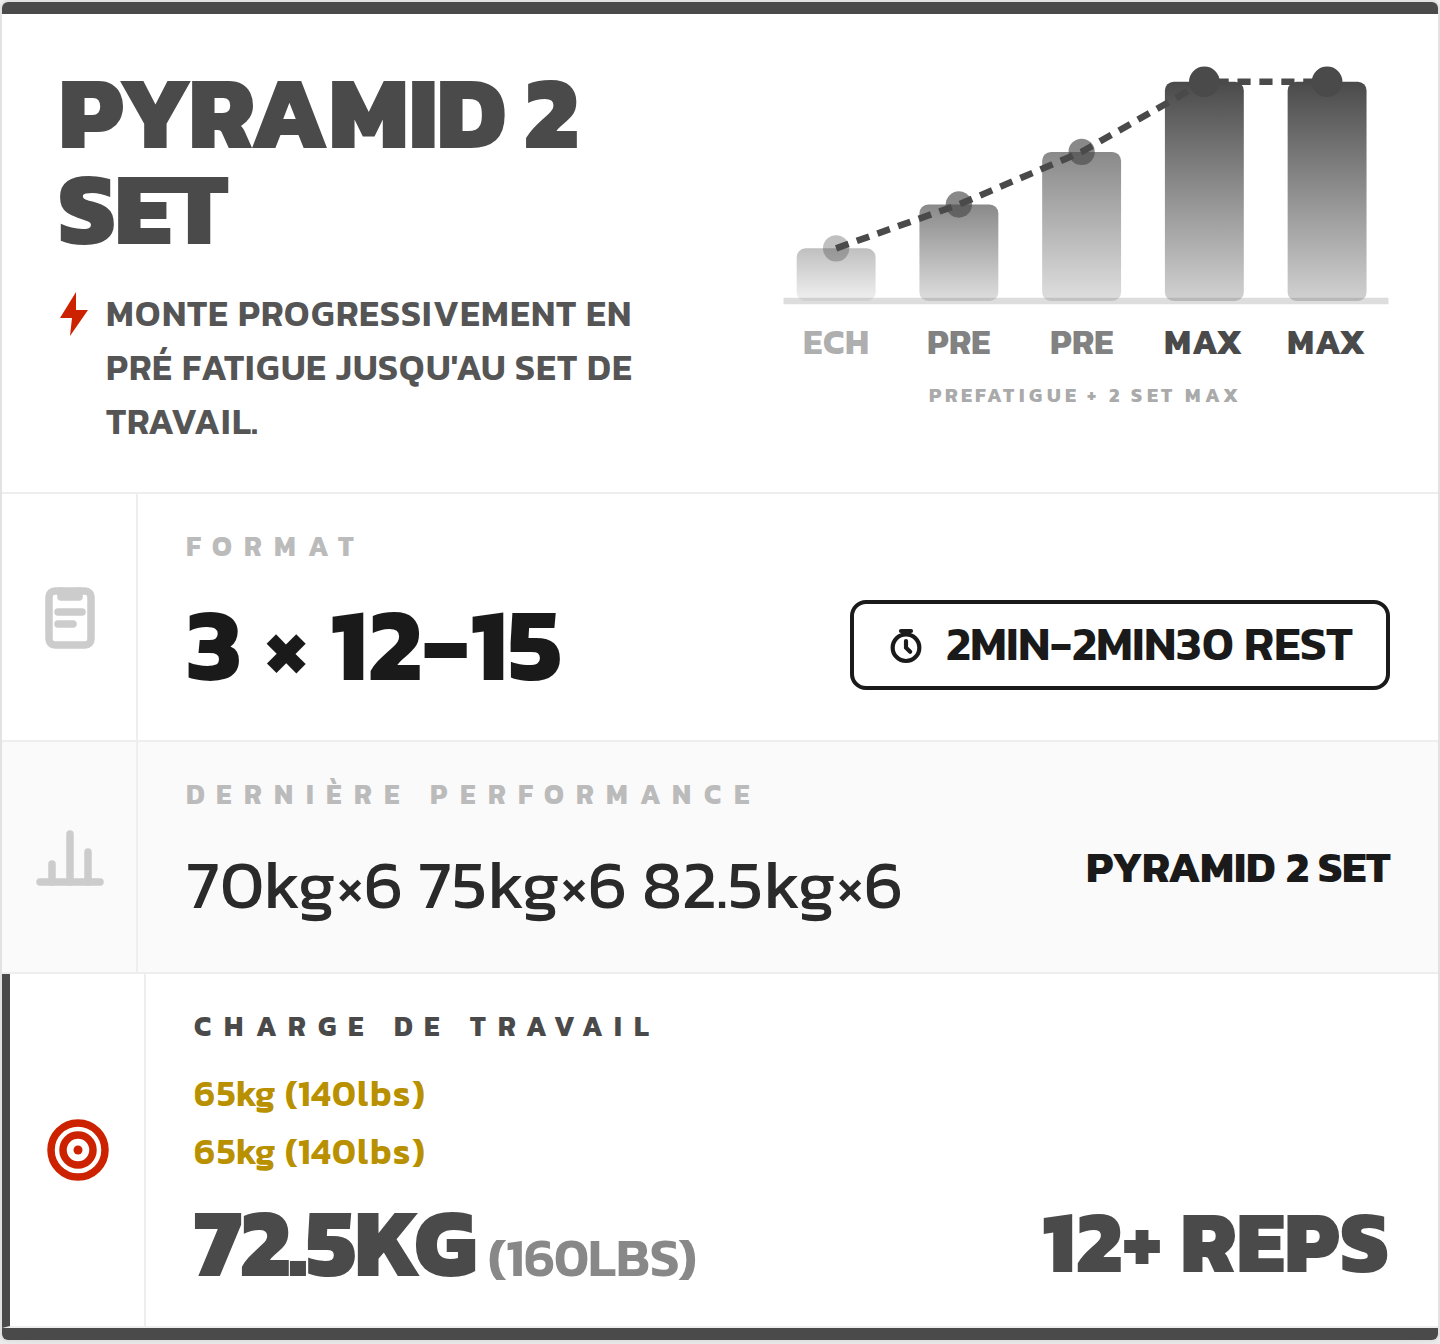 PYRAMID 2
SET
MONTE PROGRESSIVEMENT EN
PRÉ FATIGUE JUSQU'AU SET DE
TRAVAIL.
ECH PRE PRE MAX MAX
PREFATIGUE + 2 SET MAX
FORMAT
3 × 12–15
2MIN–2MIN30 REST
DERNIÈRE PERFORMANCE
70kg×6 75kg×6 82.5kg×6
PYRAMID 2 SET
CHARGE DE TRAVAIL
65kg (140lbs)
65kg (140lbs)
72.5KG (160LBS)
12+ REPS